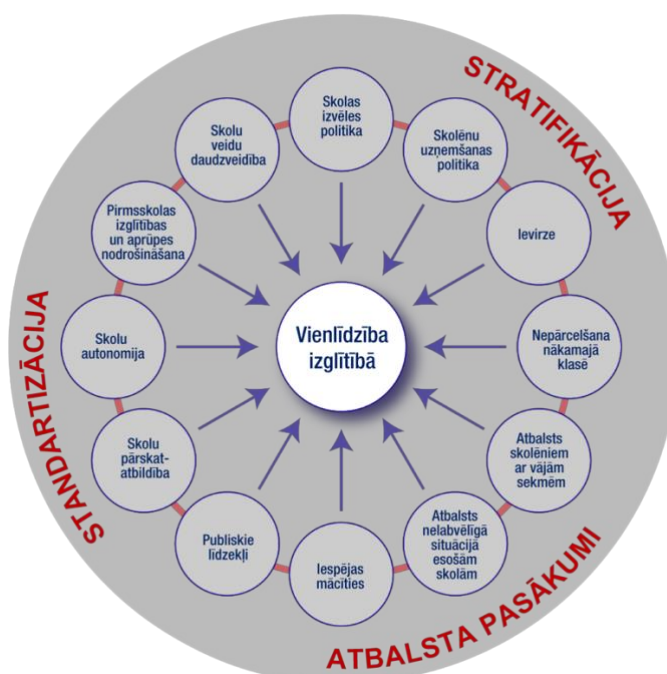 STRATIFIKĀCIJA
Skolas
izvēles
politika
Skolēnu
uzņemšanas
politika
Ievirze
Nepārcelšana
nākamajā
klasē
Atbalsts
skolēniem
ar vājām
sekmēm
Atbalsts
nelabvēlīgā
situācijā
esošām
skolām
Iespējas
mācīties
Publiskie
līdzekļi
Skolu
pārskat-
atbildība
Skolu
autonomija
Pirmsskolas
izglītības
un aprūpes
nodrošināšana
Skolu
veidu
daudzveidība
Vienlīdzība
izglītībā
STANDARTIZĀCIJA
ATBALSTA PASĀKUMI